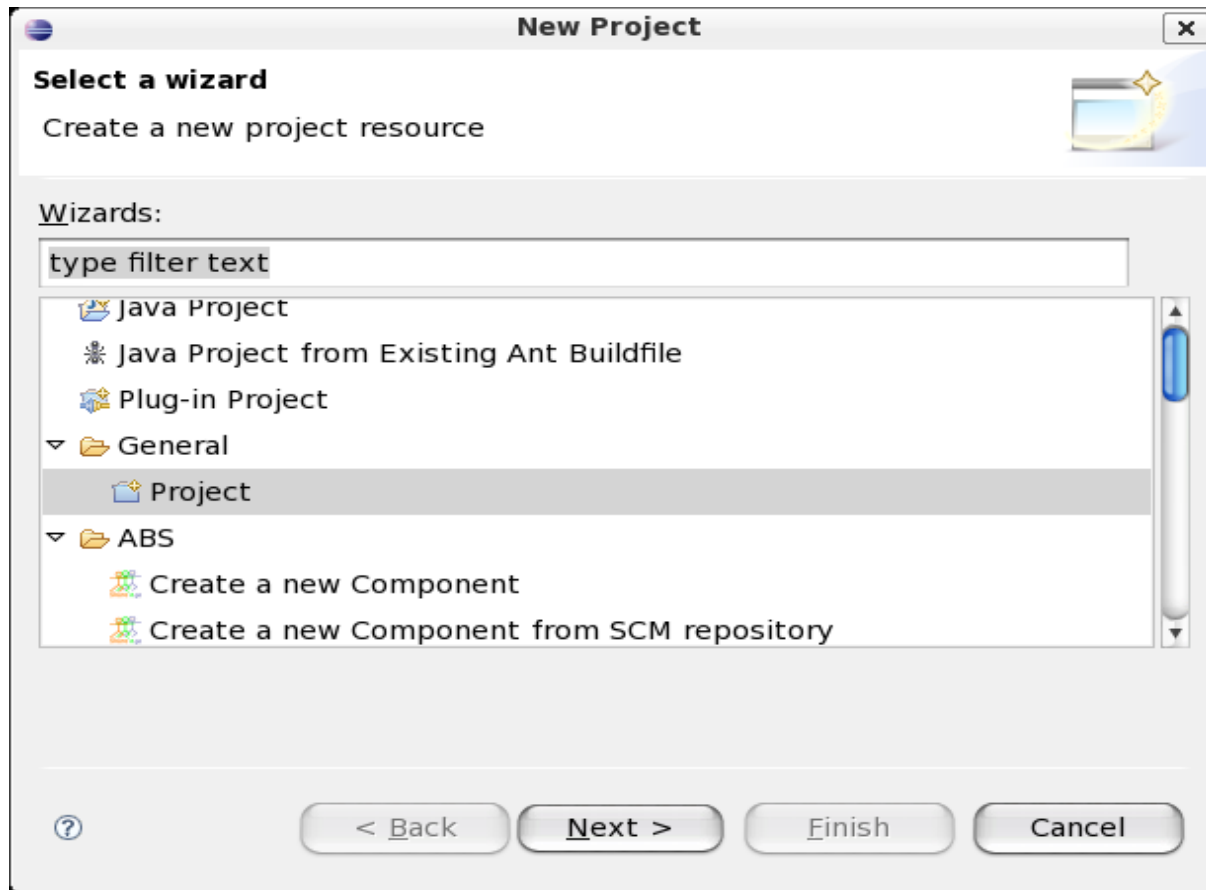 New Project
Select a wizard
Create a new project resource
Wizards:
type filter text
Java Project
Java Project from Existing Ant Buildfile
Plug-in Project
General
Project
ABS
Create a new Component
Create a new Component from SCM repository
< Back Next > Finish Cancel